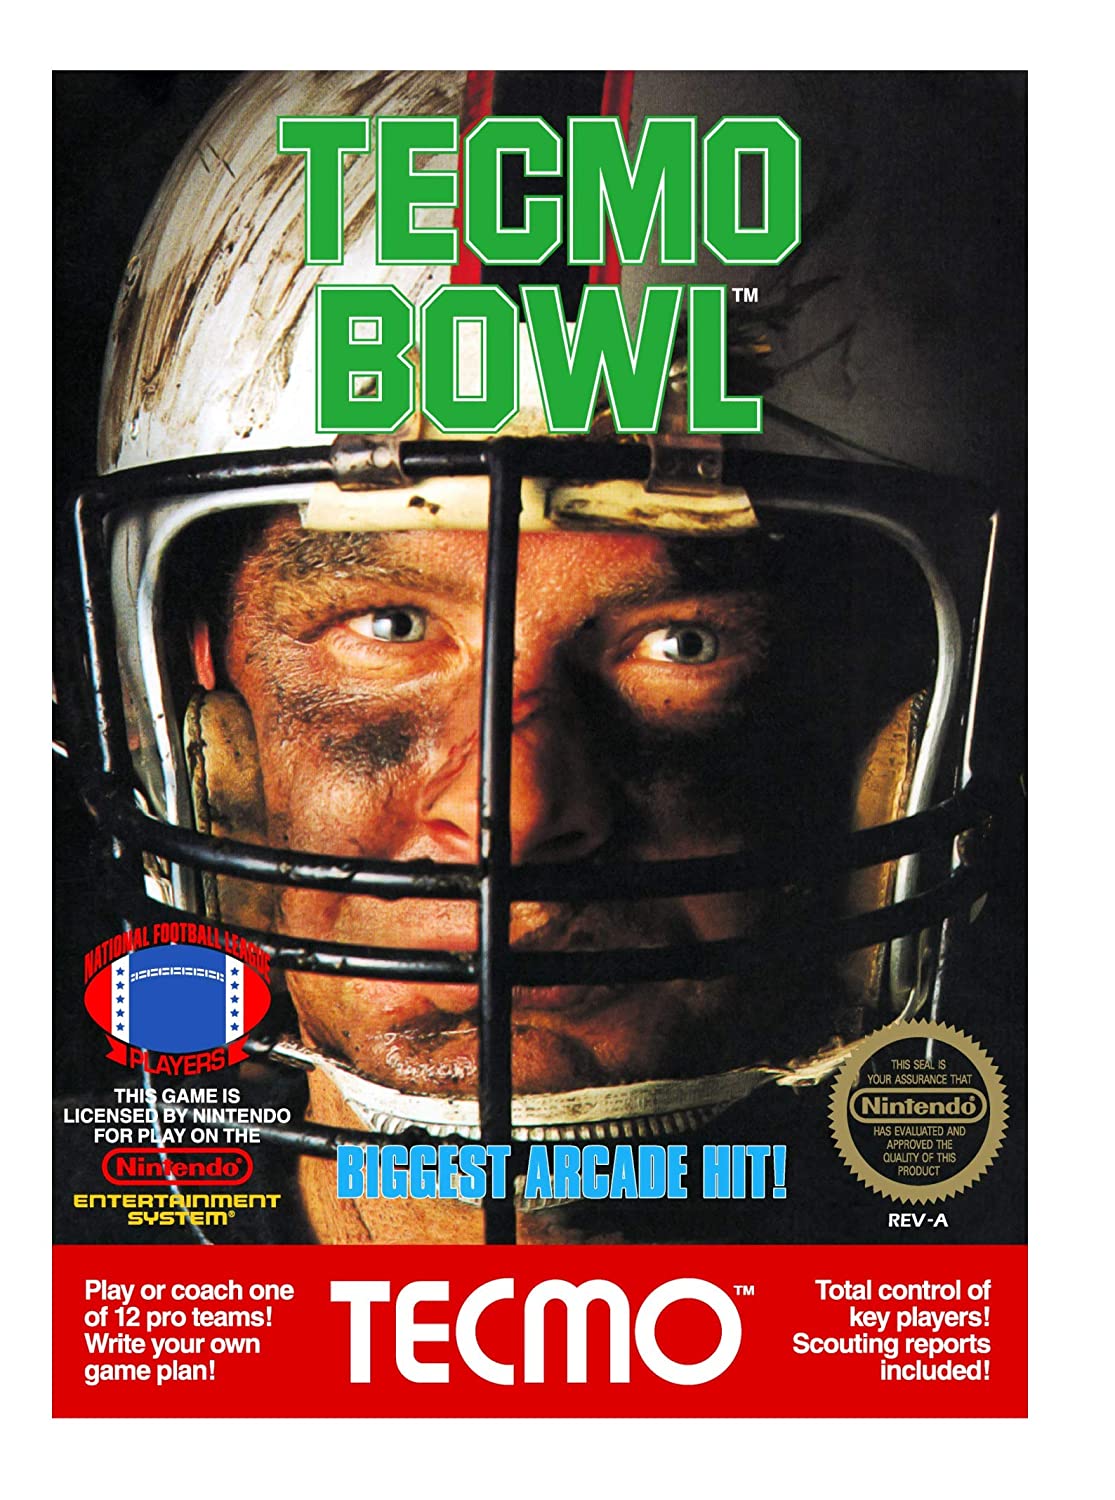 TECMO
BOWL™
NATIONAL FOOTBALL LEAGUE
PLAYERS
THIS GAME IS
LICENSED BY NINTENDO
FOR PLAY ON THE
Nintendo®
ENTERTAINMENT
SYSTEM®
BIGGEST ARCADE HIT!
THIS SEAL IS
YOUR ASSURANCE THAT
Nintendo®
HAS EVALUATED AND
APPROVED THE
QUALITY OF THIS
PRODUCT
REV-A
Play or coach one
of 12 pro teams!
Write your own
game plan!
TECMO™
Total control of
key players!
Scouting reports
included!